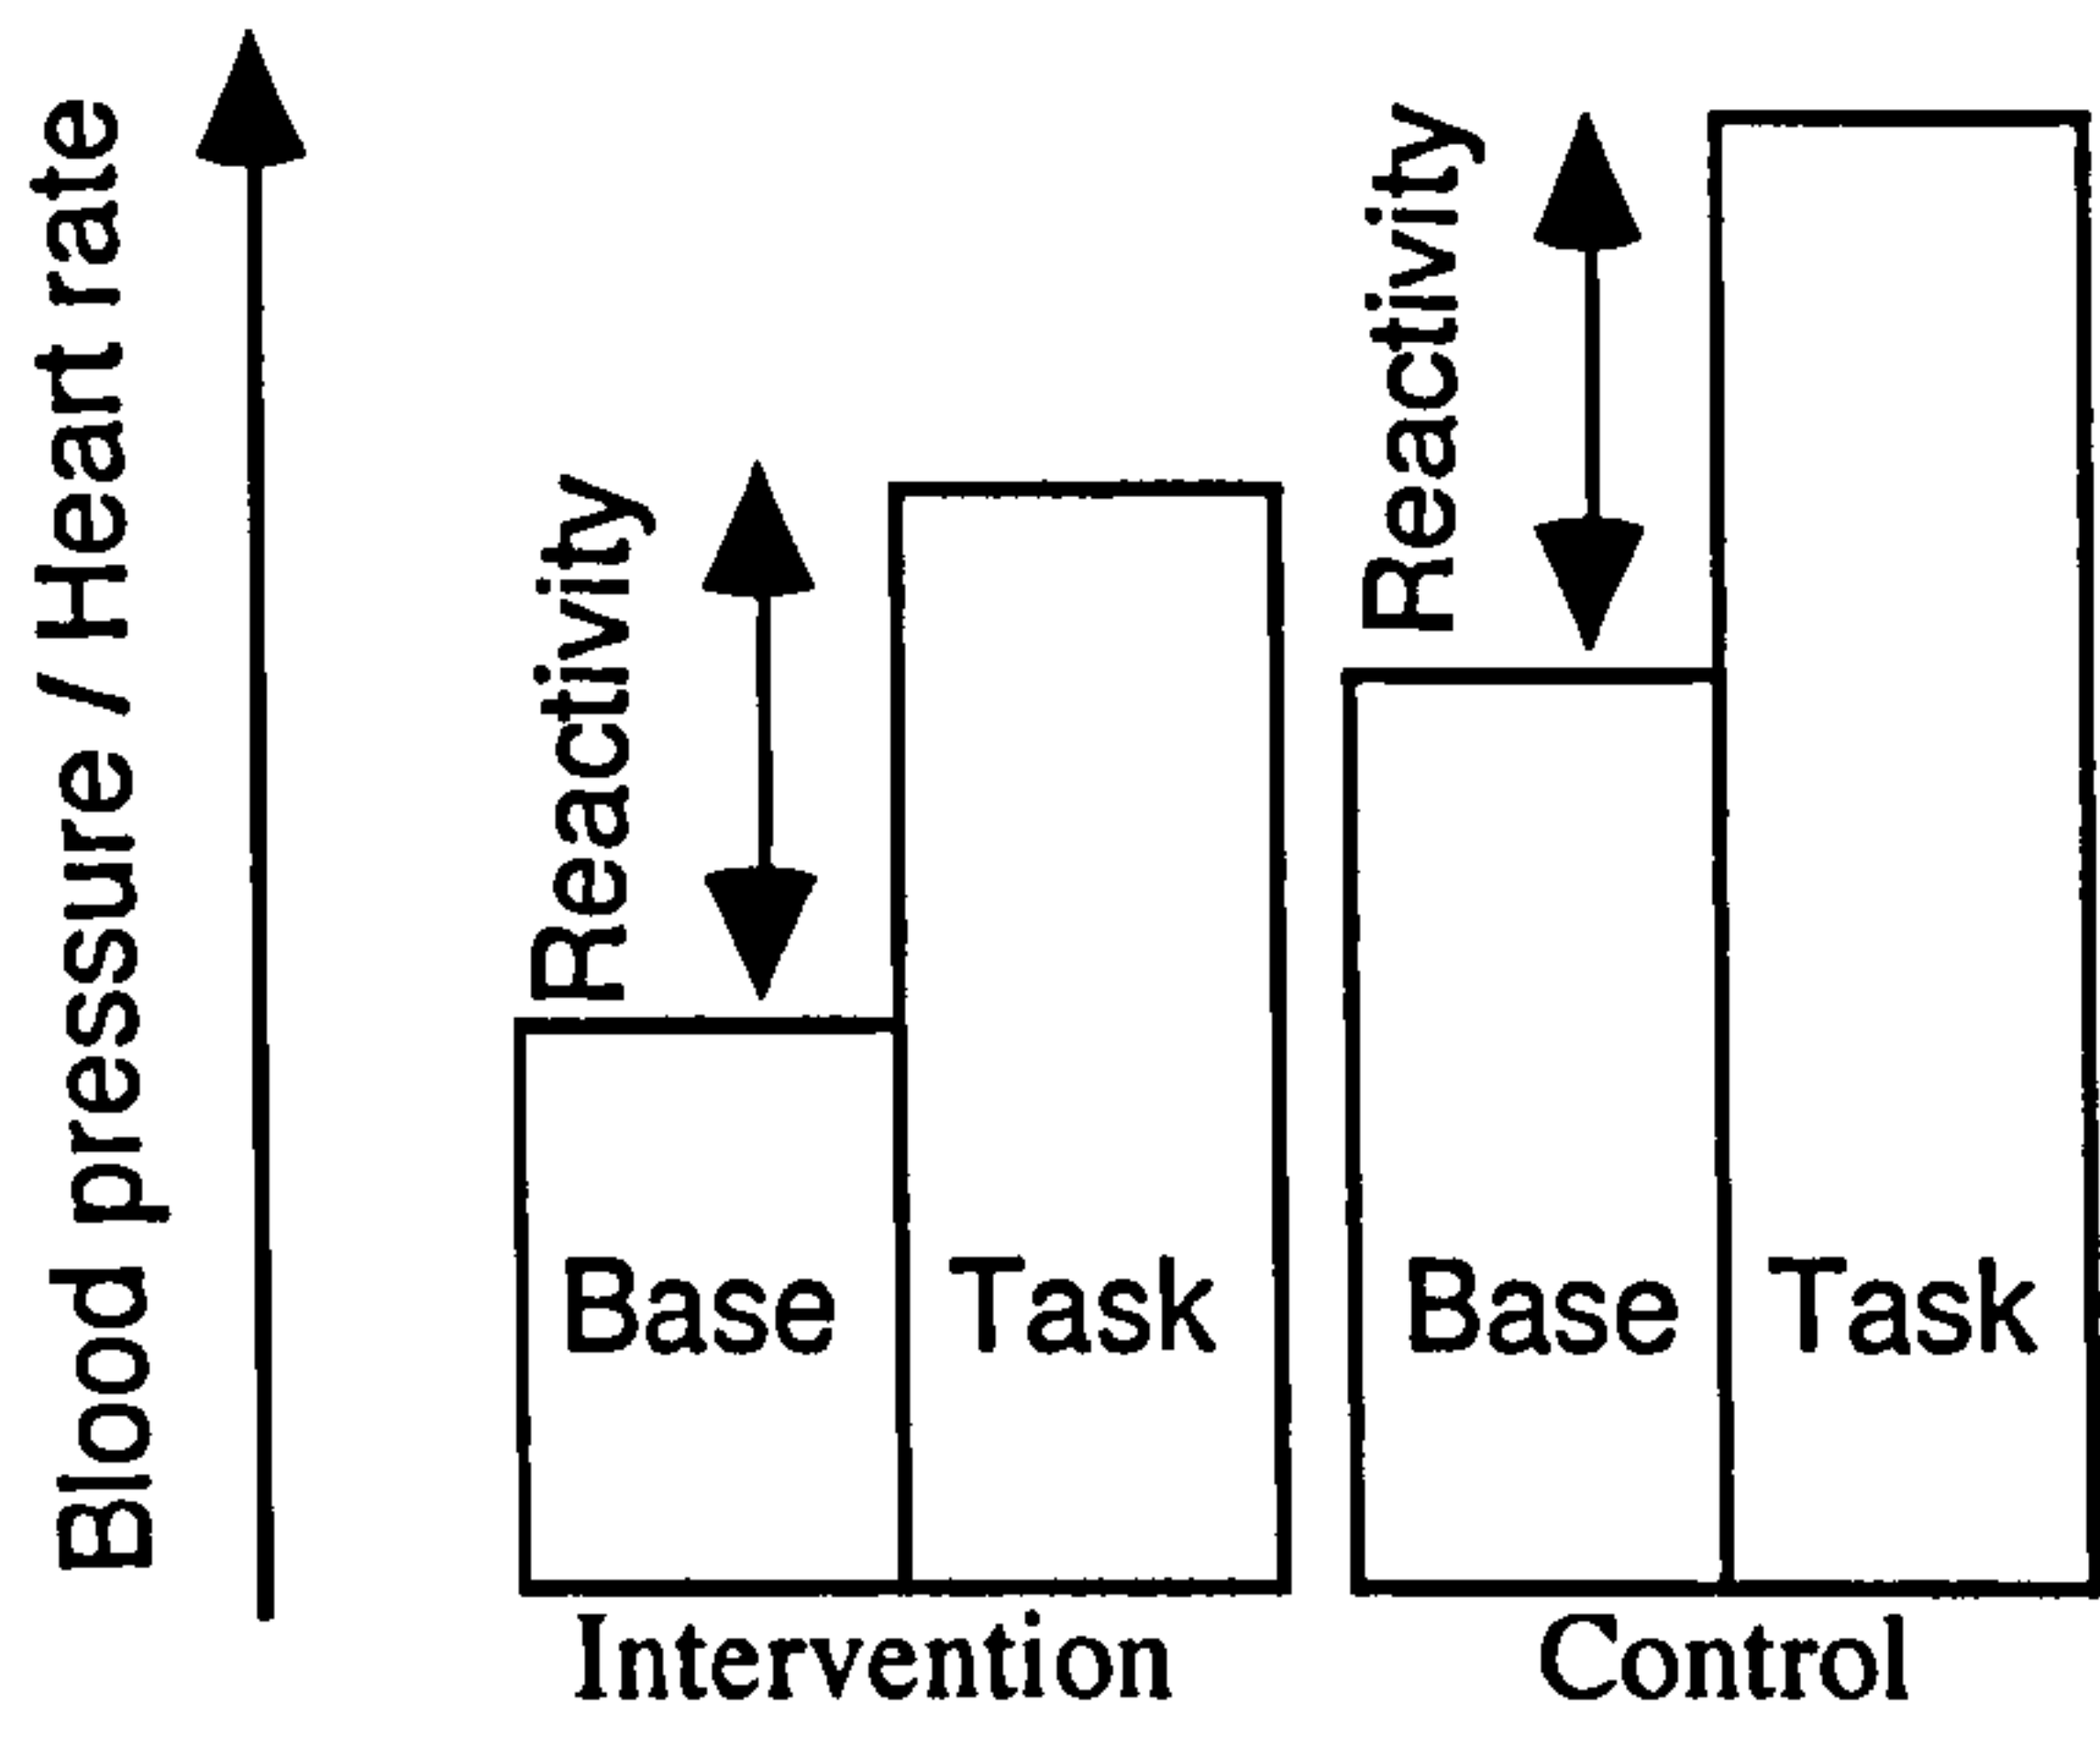 Blood pressure / Heart rate
Reactivity
Reactivity
Base
Task
Base
Task
Intervention
Control